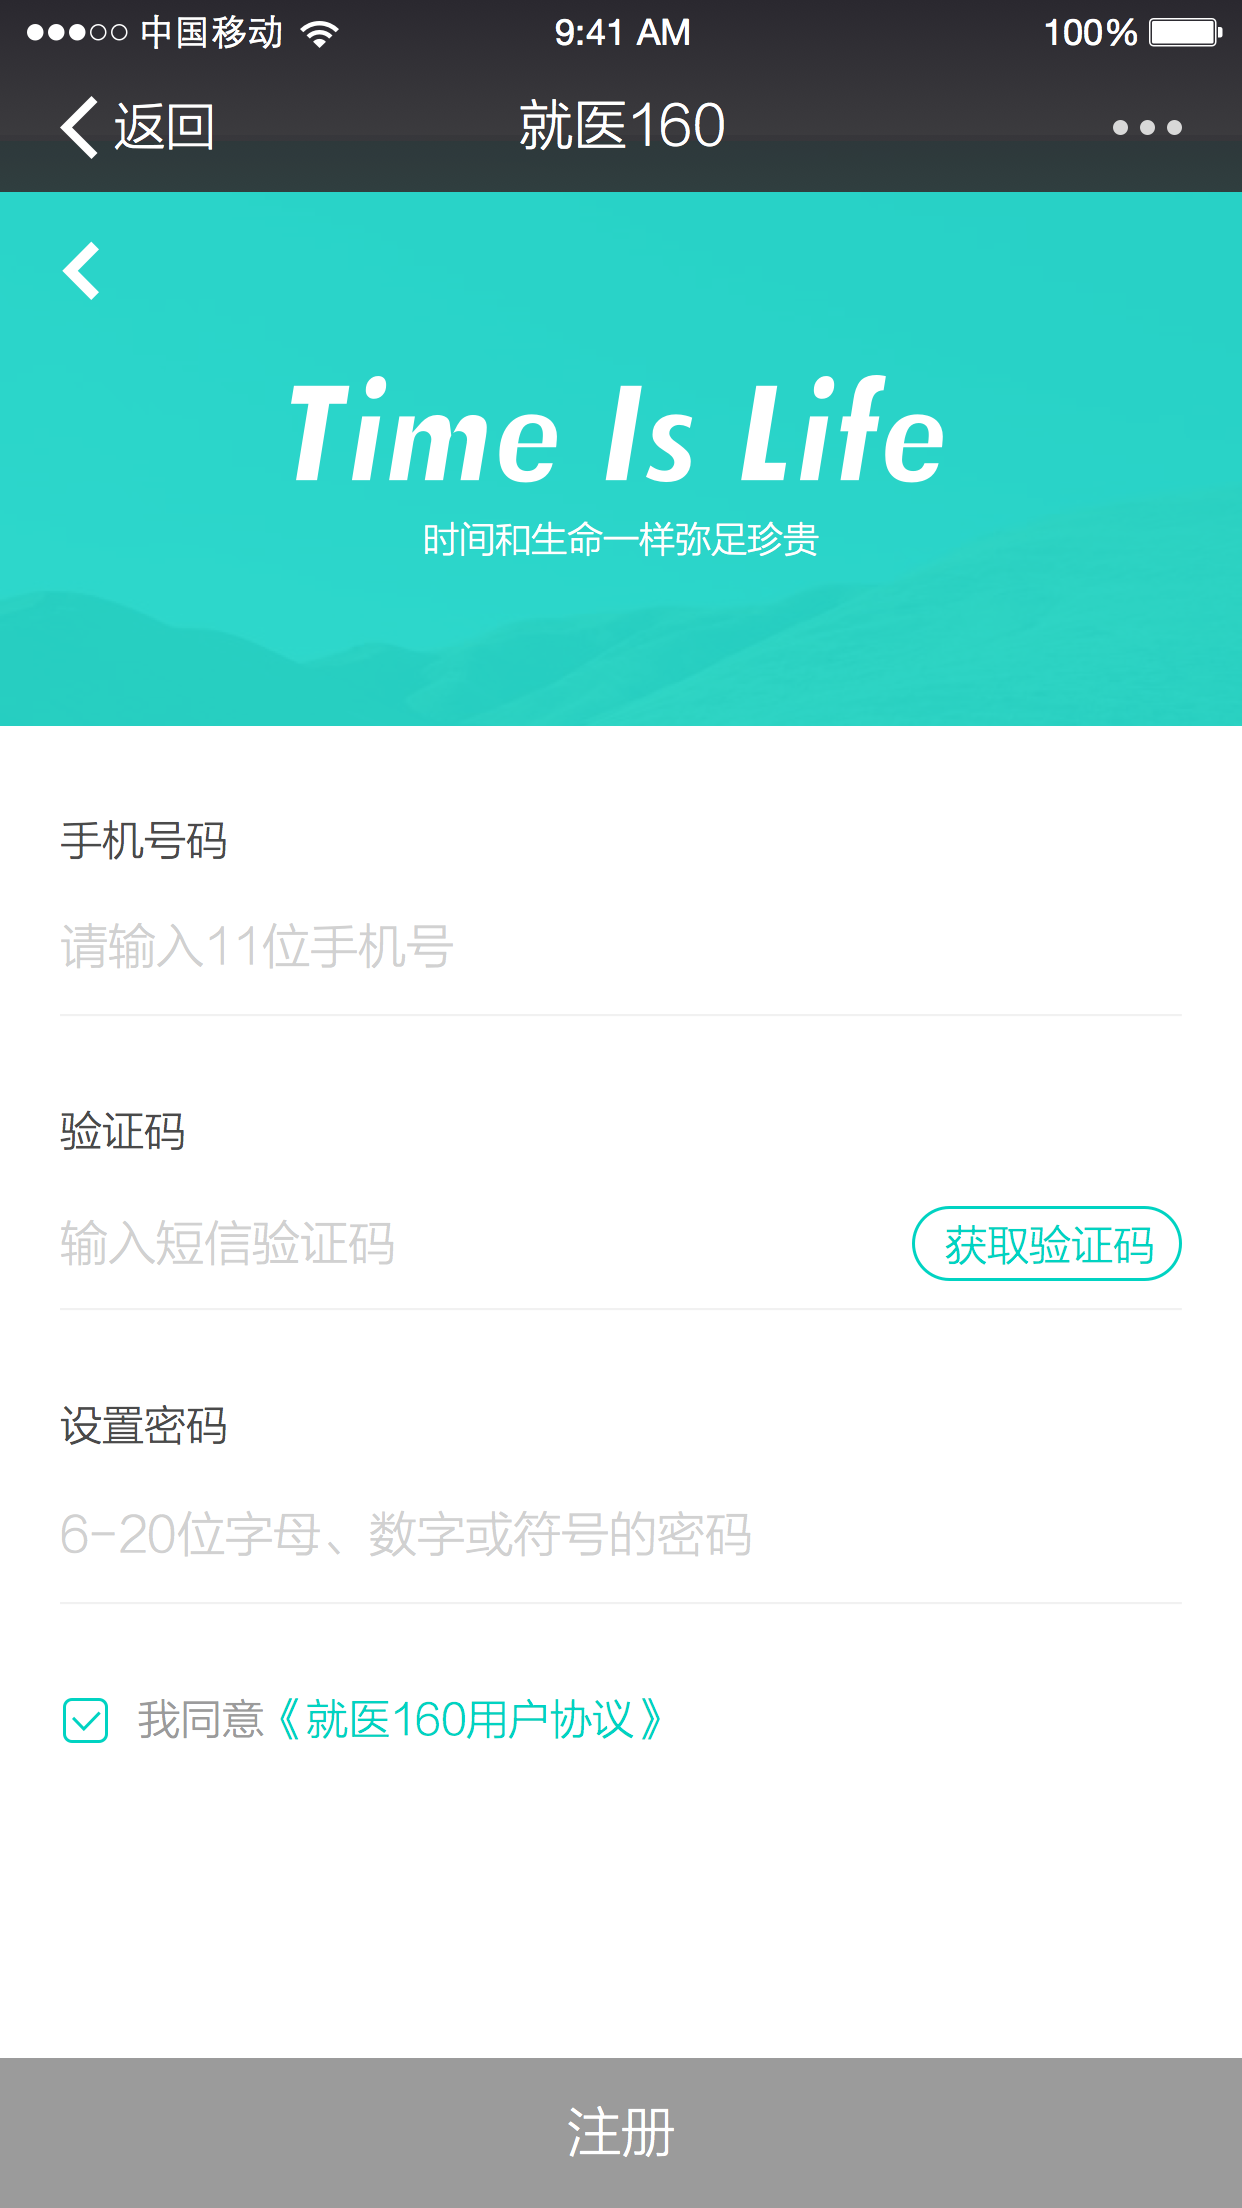 中国移动 9:41 AM 100%
返回 就医160
Time Is Life
时间和生命一样弥足珍贵
手机号码
请输入11位手机号
验证码
输入短信验证码 获取验证码
设置密码
6-20位字母、数字或符号的密码
我同意《就医160用户协议》
注册